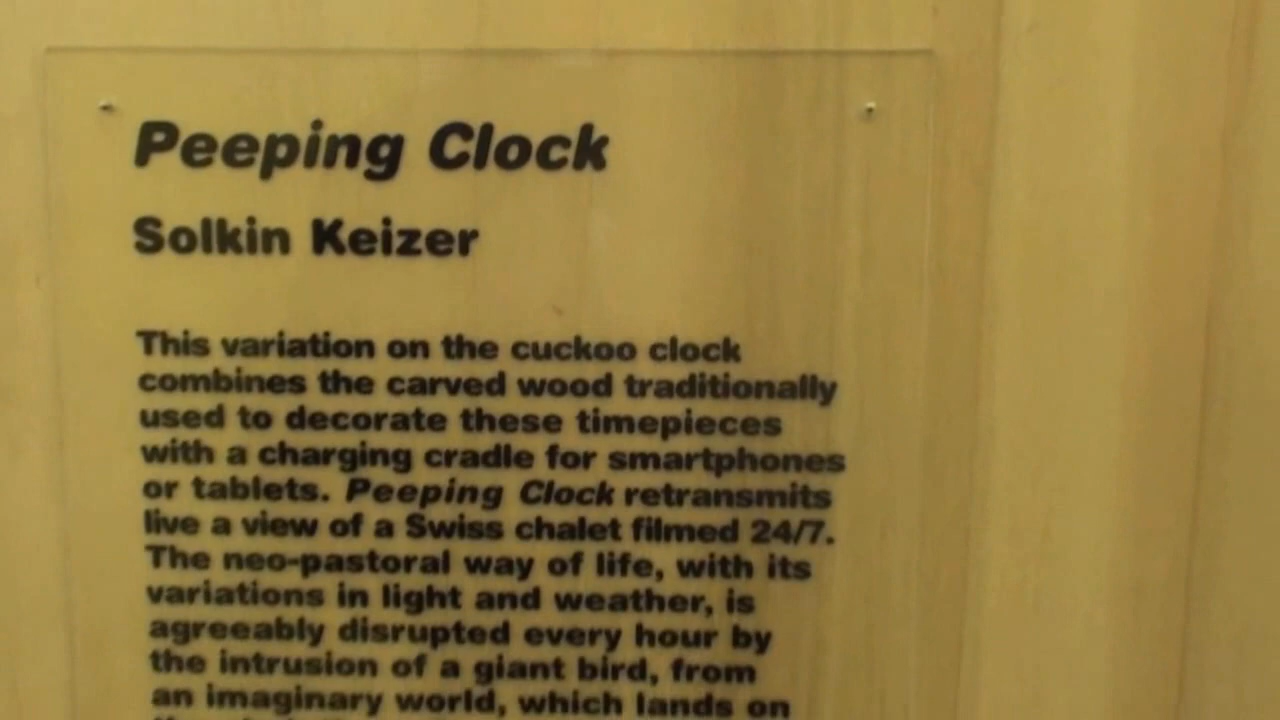 Peeping Clock
Solkin Keizer
This variation on the cuckoo clock
combines the carved wood traditionally
used to decorate these timepieces
with a charging cradle for smartphones
or tablets. Peeping Clock retransmits
live a view of a Swiss chalet filmed 24/7.
The neo-pastoral way of life, with its
variations in light and weather, is
agreeably disrupted every hour by
the intrusion of a giant bird, from
an imaginary world, which lands on